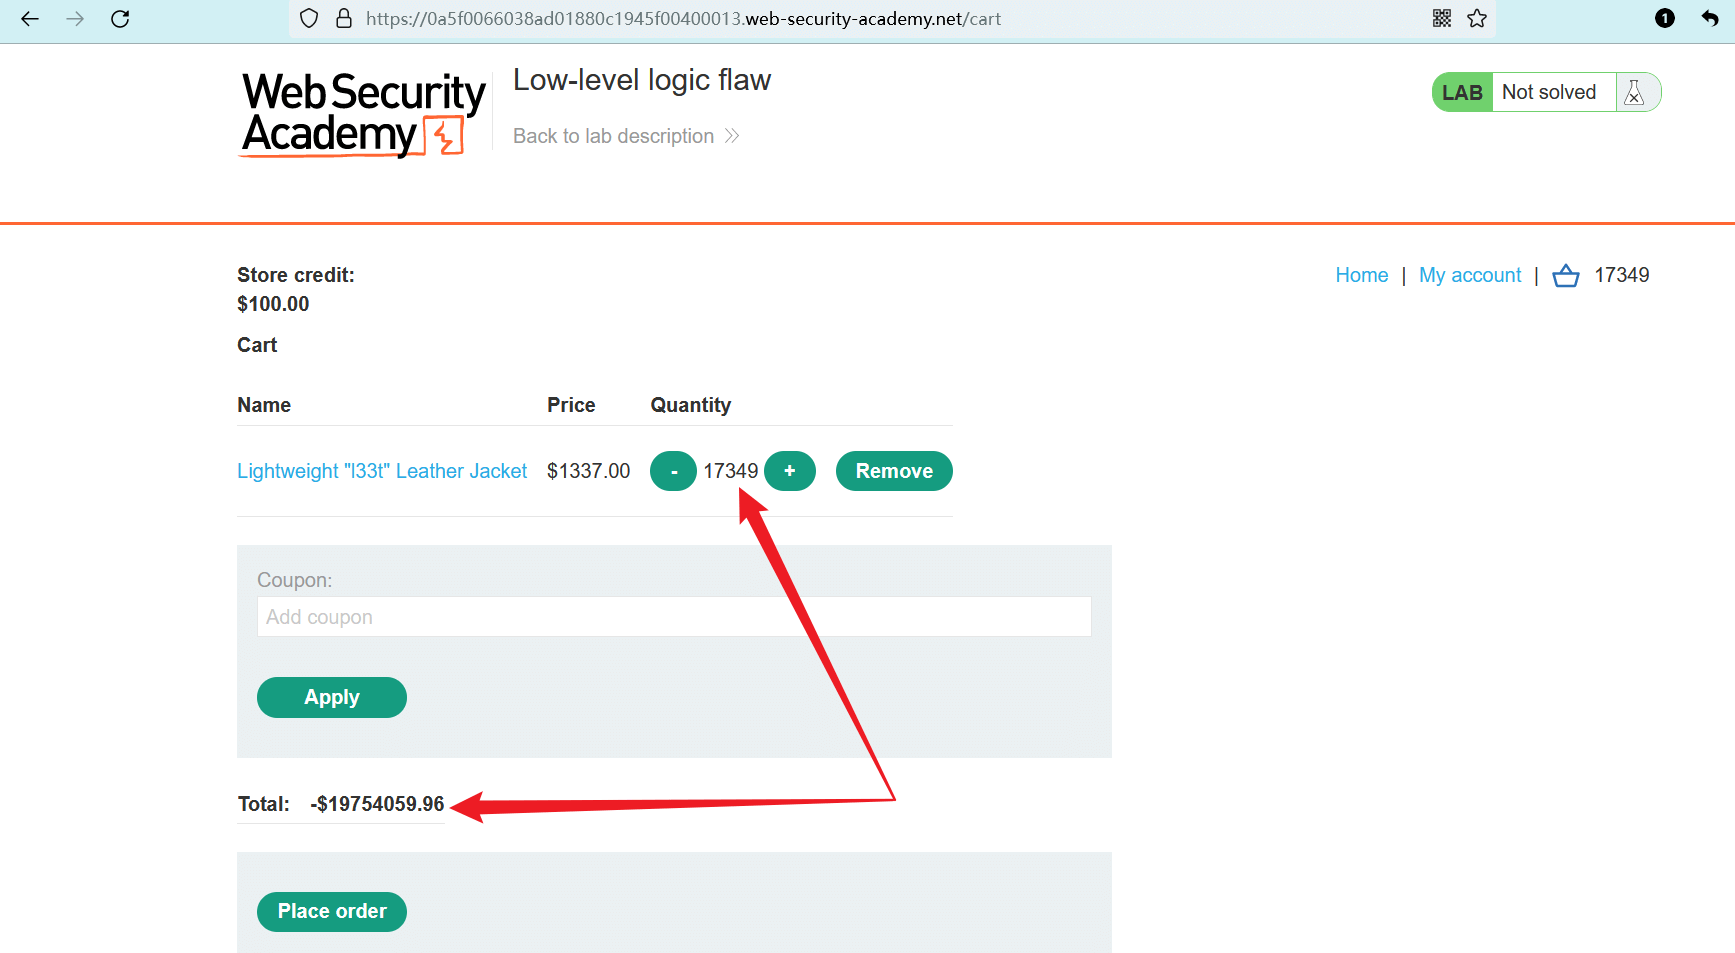 https://0a5f0066038ad01880c1945f00400013.web-security-academy.net/cart
1
Web Security
Academy
Low-level logic flaw
Back to lab description
LAB Not solved
Store credit:
$100.00
Home | My account | 17349
Cart
Name Price Quantity
Lightweight "l33t" Leather Jacket $1337.00 - 17349 + Remove
Coupon:
Add coupon
Apply
Total: -$19754059.96
Place order